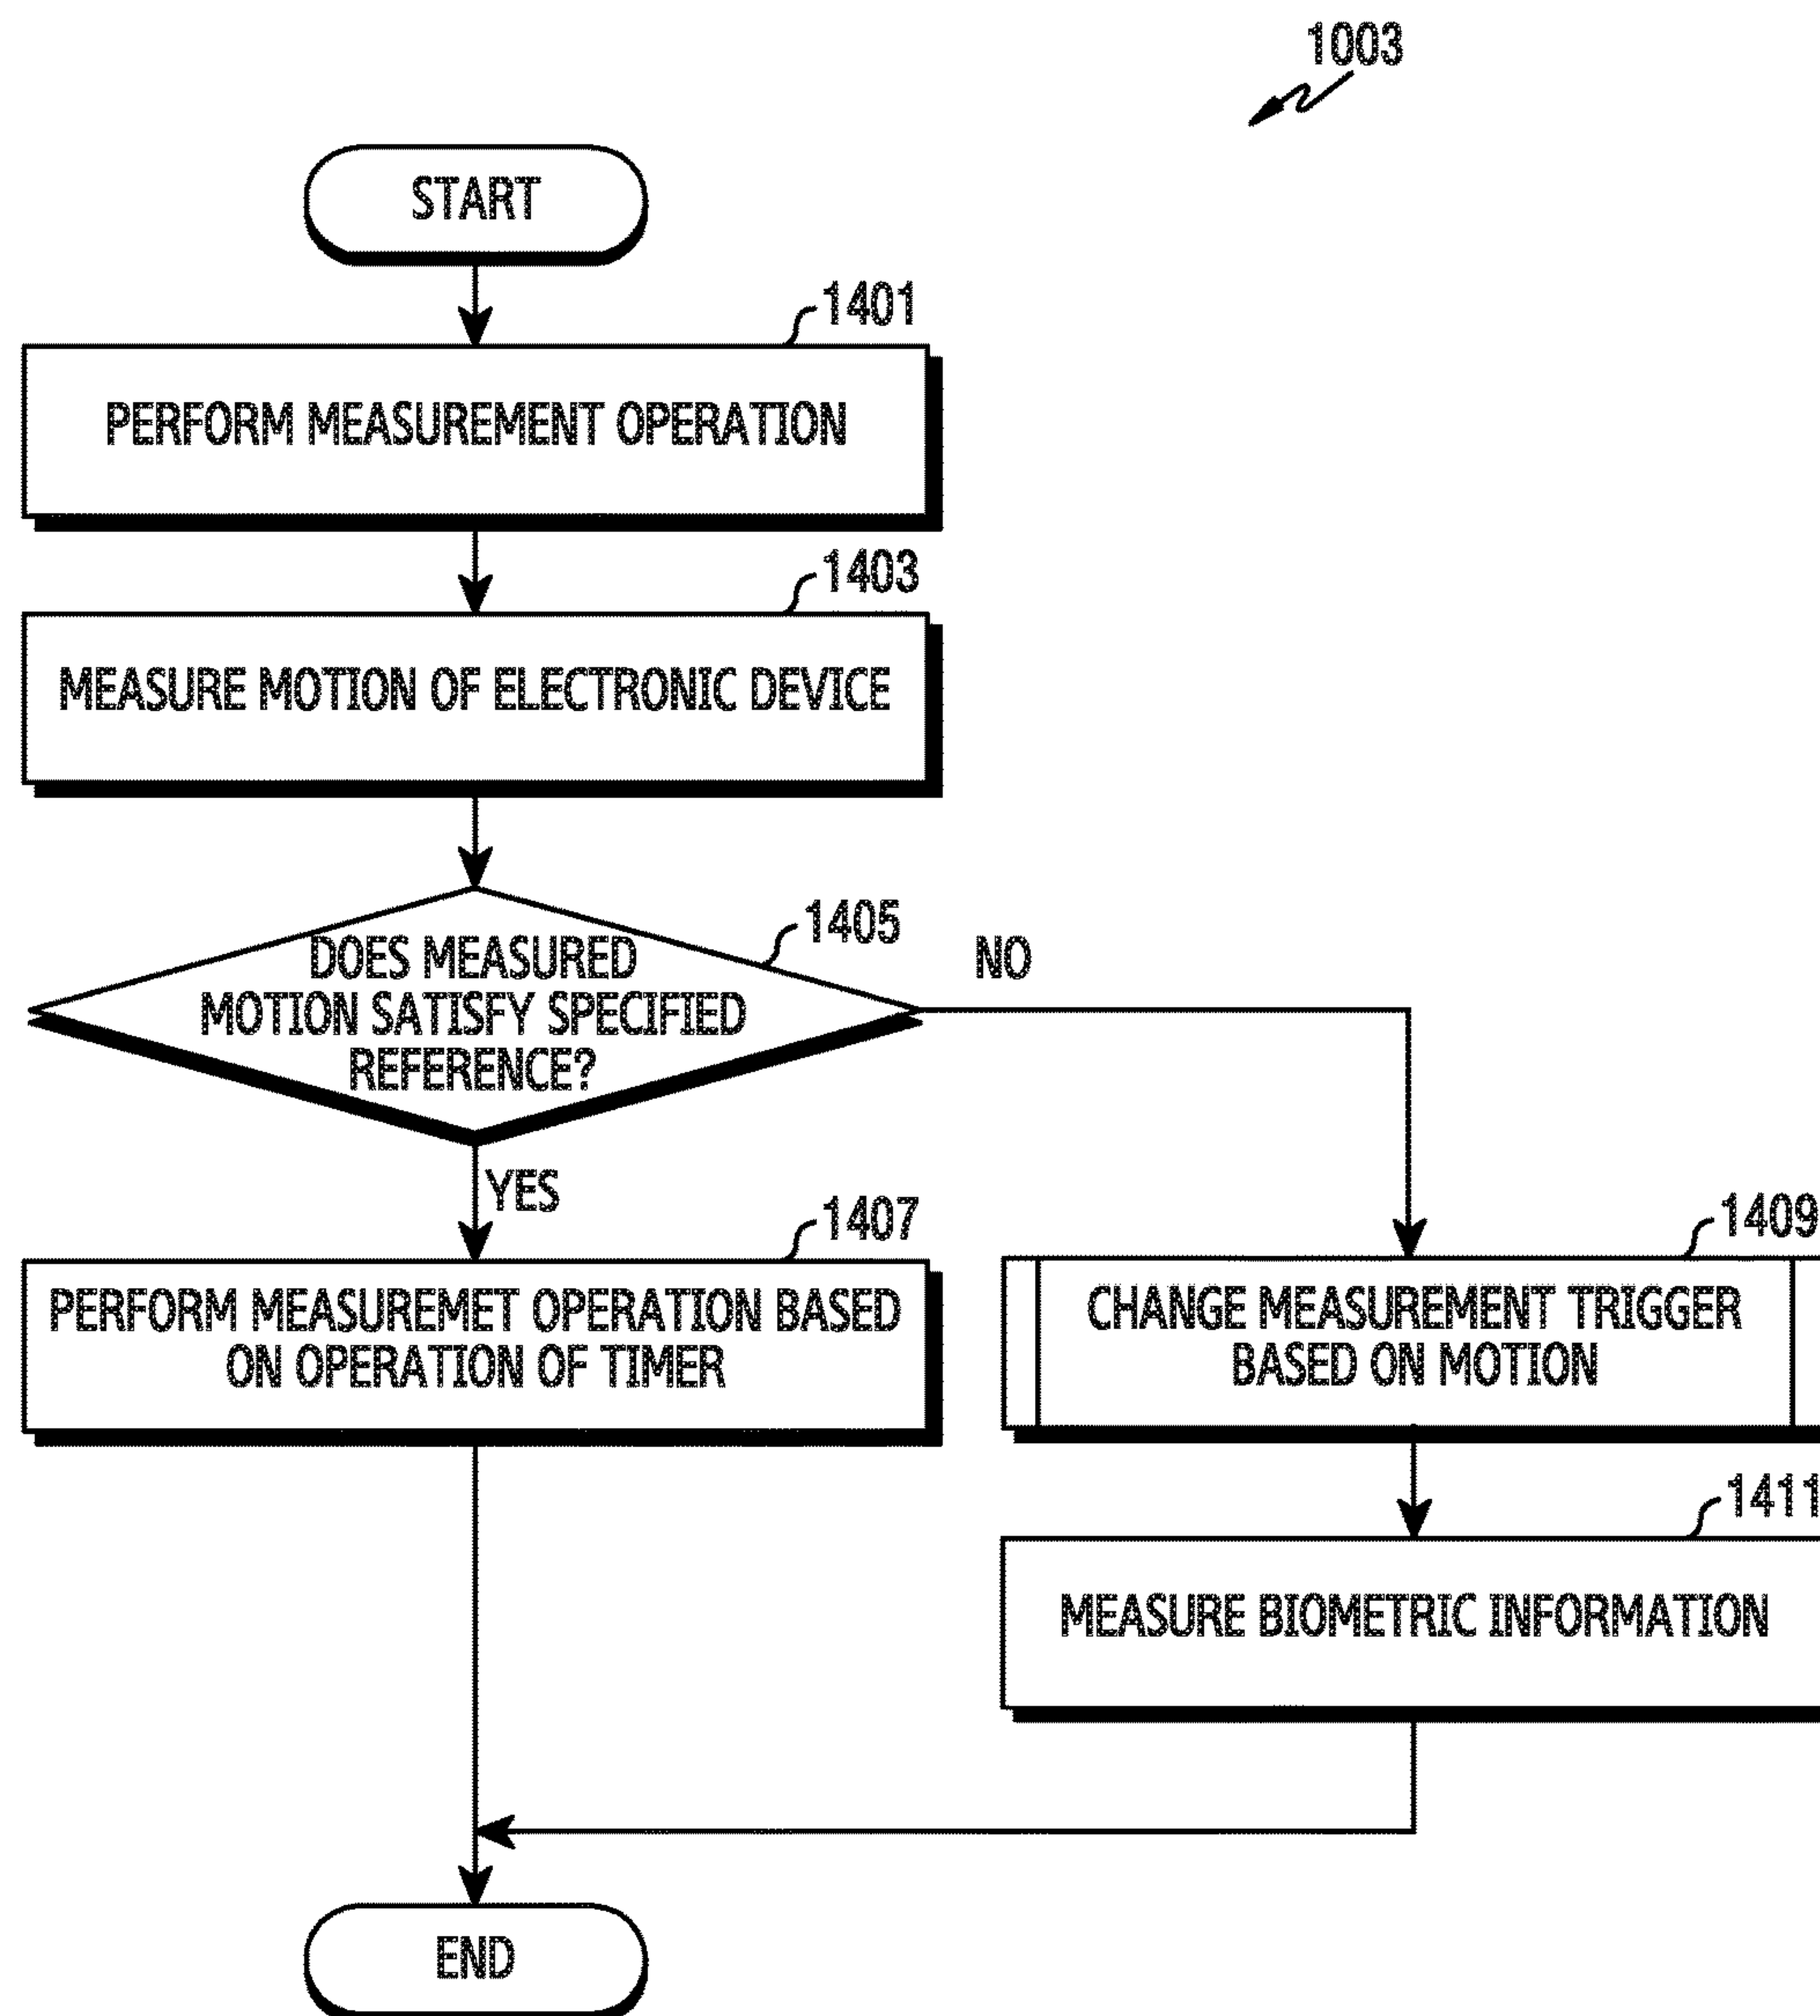 1003
START
1401
PERFORM MEASUREMENT OPERATION
1403
MEASURE MOTION OF ELECTRONIC DEVICE
1405
DOES MEASURED
MOTION SATISFY SPECIFIED
REFERENCE?
NO
YES
1407
PERFORM MEASUREMET OPERATION BASED
ON OPERATION OF TIMER
1409
CHANGE MEASUREMENT TRIGGER
BASED ON MOTION
1411
MEASURE BIOMETRIC INFORMATION
END